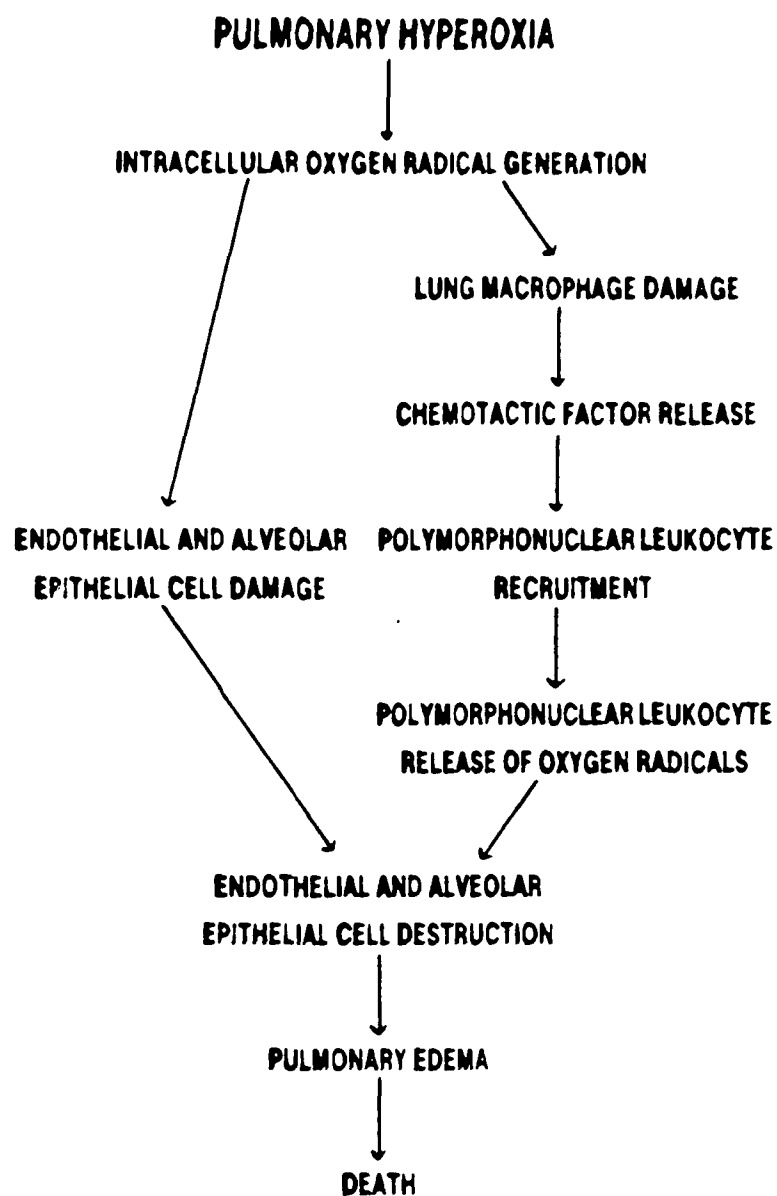 PULMONARY HYPEROXIA
INTRACELLULAR OXYGEN RADICAL GENERATION
LUNG MACROPHAGE DAMAGE
CHEMOTACTIC FACTOR RELEASE
ENDOTHELIAL AND ALVEOLAR
EPITHELIAL CELL DAMAGE
POLYMORPHONUCLEAR LEUKOCYTE
RECRUITMENT
POLYMORPHONUCLEAR LEUKOCYTE
RELEASE OF OXYGEN RADICALS
ENDOTHELIAL AND ALVEOLAR
EPITHELIAL CELL DESTRUCTION
PULMONARY EDEMA
DEATH